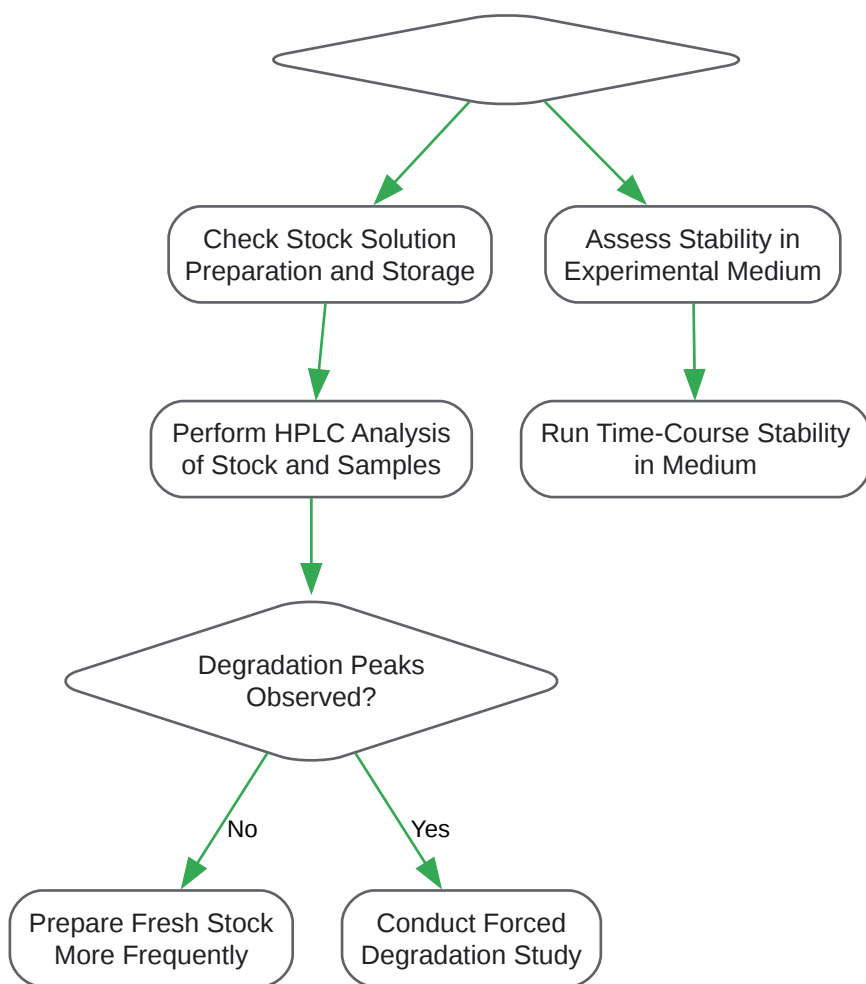 Check Stock Solution
Preparation and Storage
Assess Stability in
Experimental Medium
Perform HPLC Analysis
of Stock and Samples
Run Time-Course Stability
in Medium
Degradation Peaks
Observed?
No
Yes
Prepare Fresh Stock
More Frequently
Conduct Forced
Degradation Study